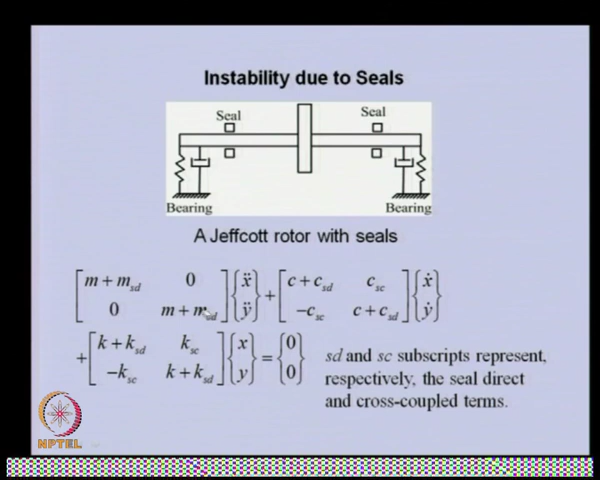 Instability due to Seals
Seal Seal
Bearing Bearing
A Jeffcott rotor with seals
[m + m_sd 0; 0 m + m_sd]{ẍ; ÿ} + [c + c_sd c_sc; −c_sc c + c_sd]{ẋ; ẏ}
+ [k + k_sd k_sc; −k_sc k + k_sd]{x; y} = {0; 0}
sd and sc subscripts represent,
respectively, the seal direct
and cross-coupled terms.
NPTEL